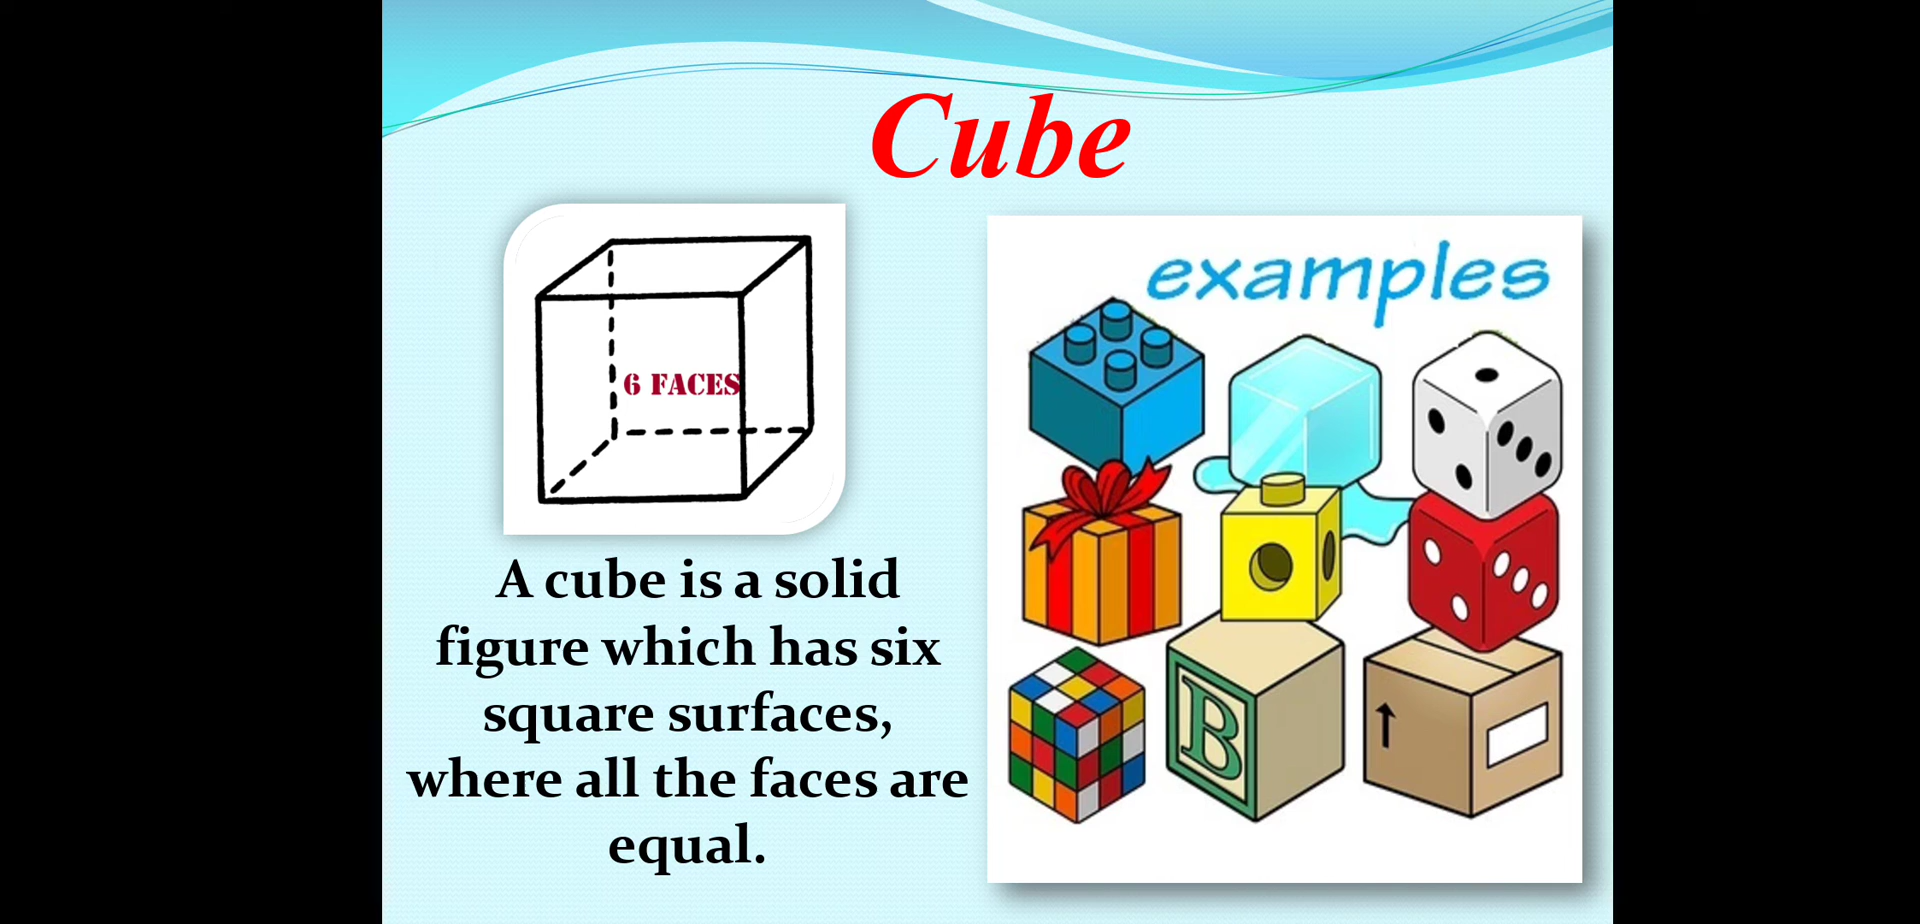 Cube
6 FACES
A cube is a solid
figure which has six
square surfaces,
where all the faces are
equal.
examples
B